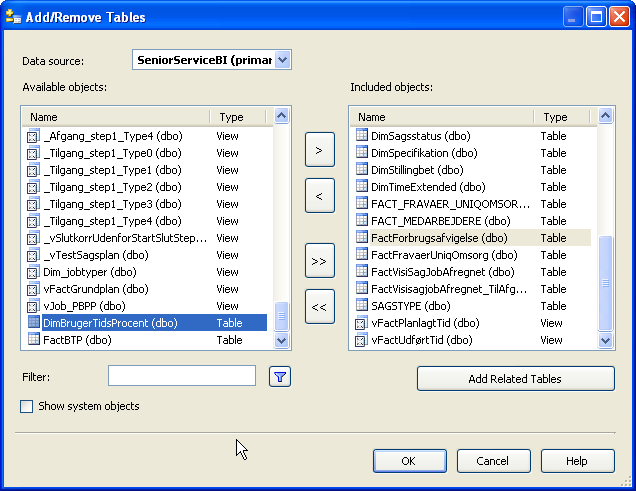 Add/Remove Tables
Data source: SeniorServiceBI (primar
Available objects:
Name Type
_Afgang_step1_Type4 (dbo) View
_Tilgang_step1_Type0 (dbo) View
_Tilgang_step1_Type1 (dbo) View
_Tilgang_step1_Type2 (dbo) View
_Tilgang_step1_Type3 (dbo) View
_Tilgang_step1_Type4 (dbo) View
_vSlutkorrUdenforStartSlutStep... View
_vTestSagsplan (dbo) View
Dim_jobtyper (dbo) View
vFactGrundplan (dbo) View
vJob_PBPP (dbo) View
DimBrugerTidsProcent (dbo) Table
FactBTP (dbo) Table
>
<
>>
<<
Included objects:
Name Type
DimSagsstatus (dbo) Table
DimSpecifikation (dbo) Table
DimStillingbet (dbo) Table
DimTimeExtended (dbo) Table
FACT_FRAVAER_UNIQOMSOR... Table
FACT_MEDARBEJDERE (dbo) Table
FactForbrugsafvigelse (dbo) Table
FactFravaerUniqOmsorg (dbo) Table
FactVisiSagJobAfregnet (dbo) Table
FactVisisagjobAfregnet_TilAfg... Table
SAGSTYPE (dbo) Table
vFactPlanlagtTid (dbo) View
vFactUdførtTid (dbo) View
Filter:
Add Related Tables
Show system objects
OK Cancel Help